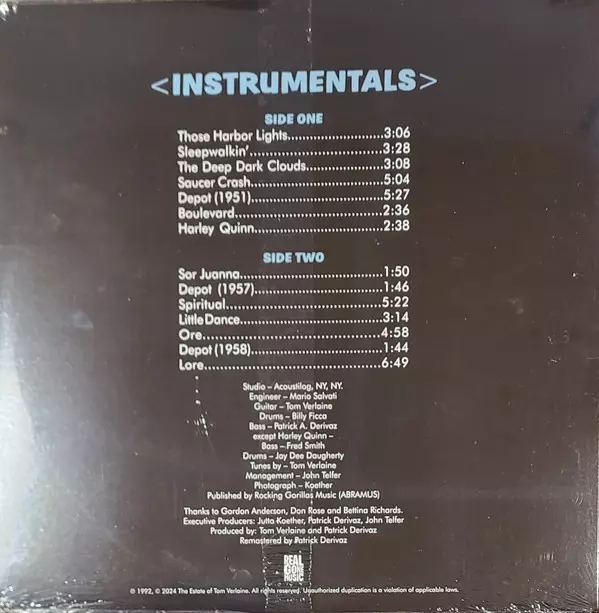 <INSTRUMENTALS>
SIDE ONE
Those Harbor Lights..........................3:06
Sleepwalkin'....................................3:28
The Deep Dark Clouds.....................3:08
Saucer Crash...................................5:04
Depot (1951)....................................5:27
Boulevard........................................2:36
Harley Quinn...................................2:38
SIDE TWO
Sor Juanna......................................1:50
Depot (1957)...................................1:46
Spiritual..........................................5:22
Little Dance.....................................3:14
Ore................................................4:58
Depot (1958)...................................1:44
Lore...............................................6:49
Studio – Acoustilog, NY, NY.
Engineer – Mario Salvati
Guitar – Tom Verlaine
Drums – Billy Ficca
Bass – Patrick A. Derivaz
except Harley Quinn –
Bass – Fred Smith
Drums – Jay Dee Daugherty
Tunes by – Tom Verlaine
Management – John Telfer
Photograph – Koether
Published by Rocking Gorillas Music (ABRAMUS)
Thanks to Gordon Anderson, Don Rose and Bettina Richards.
Executive Producers: Jutta Koether, Patrick Derivaz, John Telfer
Produced by: Tom Verlaine and Patrick Derivaz
Remastered by Patrick Derivaz
REAL
GONE
MUSIC
℗ 1992, © 2024 The Estate of Tom Verlaine. All rights reserved. Unauthorized duplication is a violation of applicable laws.